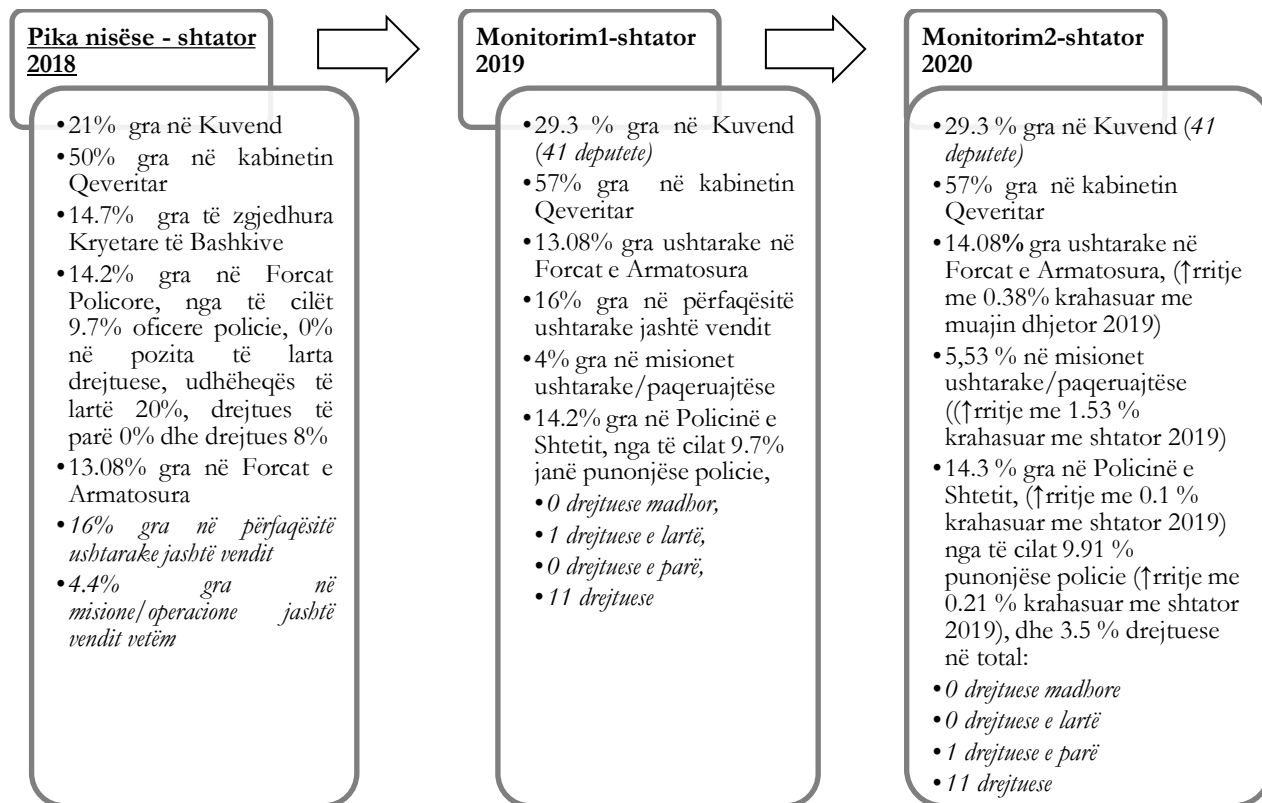 Pika nisëse - shtator
2018
•21% gra në Kuvend
•50% gra në kabinetin
Qeveritar
•14.7% gra të zgjedhura
Kryetare të Bashkive
•14.2% gra në Forcat
Policore, nga të cilët
9.7% oficere policie, 0%
në pozita të larta
drejtuese, udhëheqës të
lartë 20%, drejtues të
parë 0% dhe drejtues 8%
•13.08% gra në Forcat e
Armatosura
•16% gra në përfaqësitë
ushtarake jashtë vendit
•4.4% gra në
misione/operacione jashtë
vendit vetëm
Monitorim1-shtator
2019
•29.3 % gra në Kuvend
(41 deputete)
•57% gra në kabinetin
Qeveritar
•13.08% gra ushtarake në
Forcat e Armatosura
•16% gra në përfaqësitë
ushtarake jashtë vendit
•4% gra në misionet
ushtarake/paqeruajtëse
•14.2% gra në Policinë e
Shtetit, nga të cilat 9.7%
janë punonjëse policie,
•0 drejtuese madhor,
•1 drejtuese e lartë,
•0 drejtuese e parë,
•11 drejtuese
Monitorim2-shtator
2020
•29.3 % gra në Kuvend (41
deputete)
•57% gra në kabinetin
Qeveritar
•14.08% gra ushtarake në
Forcat e Armatosura, (↑rritje
me 0.38% krahasuar me
muajin dhjetor 2019)
•5,53 % në misionet
ushtarake/paqeruajtëse
((↑rritje me 1.53 %
krahasuar me shtator 2019)
•14.3 % gra në Policinë e
Shtetit, (↑rritje me 0.1 %
krahasuar me shtator 2019)
nga të cilat 9.91 %
punonjëse policie (↑rritje me
0.21 % krahasuar me shtator
2019), dhe 3.5 % drejtuese
në total:
•0 drejtuese madhore
•0 drejtuese e lartë
•1 drejtuese e parë
•11 drejtuese